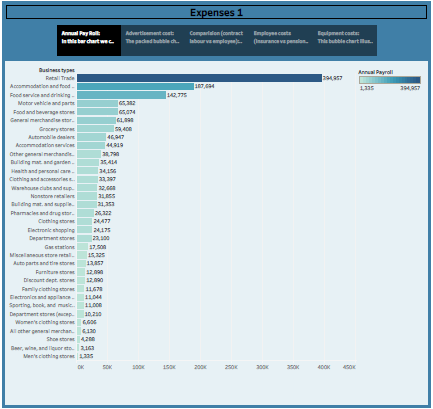 Expenses 1
Annual Pay Roll:
In this bar chart we c..
Advertisement cost:
The packed bubble ch..
Comperision (contract
labour vs employee):..
Employee costs
(Insurance vs pension..
Equipment costs:
This bubble chart illus..
Business types
Retail Trade 394,957
Accommodation and food .. 187,694
Food service and drinking .. 142,775
Motor vehicle and parts 65,382
Food and beverage stores 65,074
General merchandise stor.. 61,898
Grocery stores 59,408
Automobile dealers 46,947
Accommodation services 44,919
Other general merchandis.. 38,798
Building mat. and garden .. 35,414
Health and personal care .. 34,156
Clothing and accessories s.. 33,397
Warehouse clubs and sup.. 32,668
Nonstore retailers 31,855
Building mat. and supplie.. 31,353
Pharmacies and drug stor.. 26,322
Clothing stores 24,477
Electronic shopping 24,175
Department stores 23,100
Gas stations 17,508
Miscellaneous store retail.. 15,325
Auto parts and tire stores 13,857
Furniture stores 12,898
Discount dept. stores 12,890
Family clothing stores 11,678
Electronics and appliance .. 11,044
Sporting, book, and music.. 11,008
Department stores (excep.. 10,210
Women's clothing stores 6,606
All other general merchan.. 6,130
Shoe stores 4,288
Beer, wine, and liquor sto.. 3,163
Men's clothing stores 1,335
0K 50K 100K 150K 200K 250K 300K 350K 400K 450K
Annual Payroll
1,335 394,957